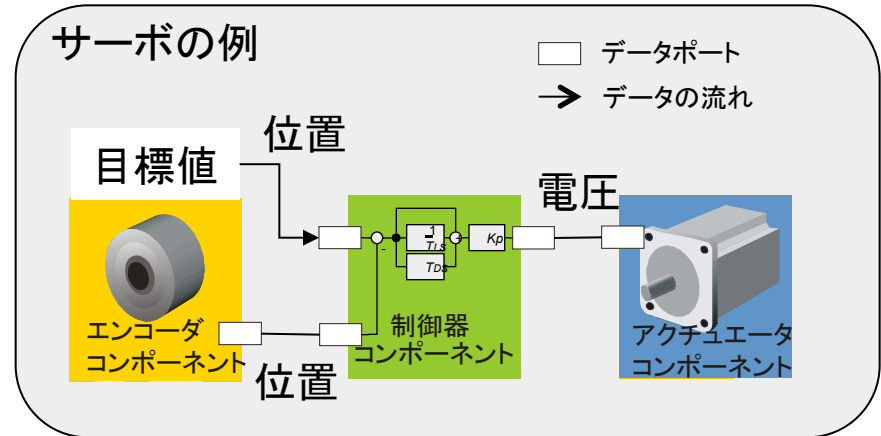 サーボの例
データポート
データの流れ
目標値
位置
電圧
-
1
TIS
+
Kp
TDS
エンコーダ
コンポーネント
制御器
コンポーネント
アクチュエータ
コンポーネント
位置